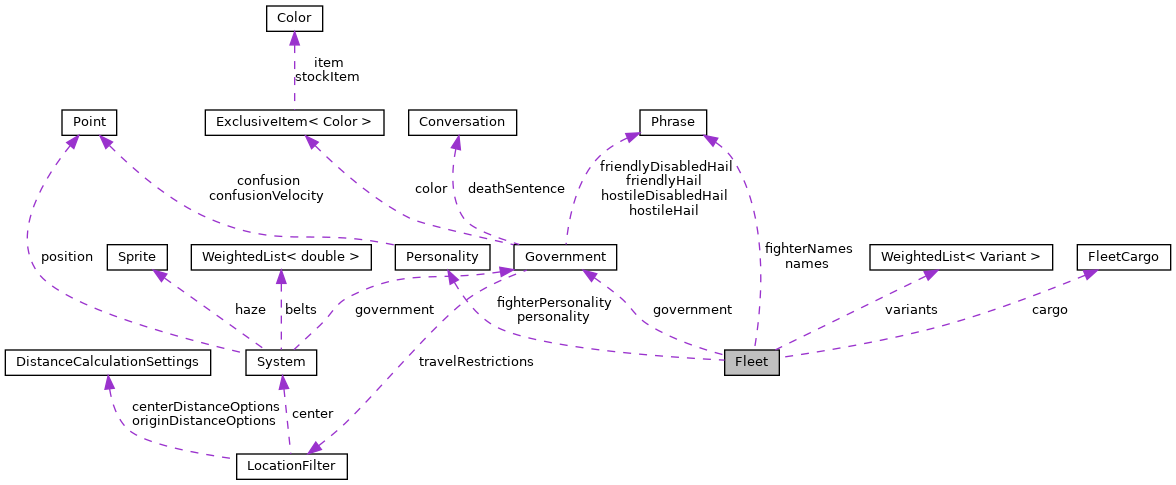 Color
item
stockItem
Point
ExclusiveItem< Color >
Conversation
Phrase
confusion
confusionVelocity
color
deathSentence
friendlyDisabledHail
friendlyHail
hostileDisabledHail
hostileHail
fighterNames
names
position
Sprite
WeightedList< double >
Personality
Government
WeightedList< Variant >
FleetCargo
haze
belts
government
fighterPersonality
personality
government
variants
cargo
DistanceCalculationSettings
System
travelRestrictions
Fleet
centerDistanceOptions
originDistanceOptions
center
LocationFilter